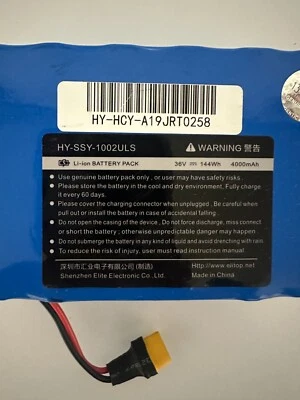 HY-HCY-A19JRT0258
HY-SSY-1002ULS
WARNING 警告
Li-ion BATTERY PACK 36V 144Wh 4000mAh
Use genuine battery pack only, or user may have safety risk
Please store the battery in the cool and dry environment, Fully charge
it every 60 days.
Please cover the charging connector when unplugged, Be careful when
pull out or install the battery in case of accidental falling
Do not open the case of the battery, do not force discharge, miss connect
or short the battery, otherwise unpredictable danger may happen
Do not submerge the battery in any kind of liquid and avoid drenching with rain.
To reduce the risk of injury, user must read instruction manual
深圳市汇业电子有限公司(制造)
http://www.eiitop.net
Shenzhen Elite Electronic Co., Ltd
Made in China